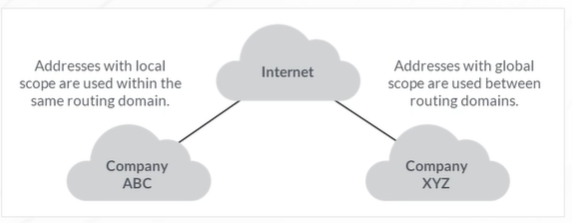 Internet
Addresses with local
scope are used within the
same routing domain.
Addresses with global
scope are used between
routing domains.
Company
ABC
Company
XYZ